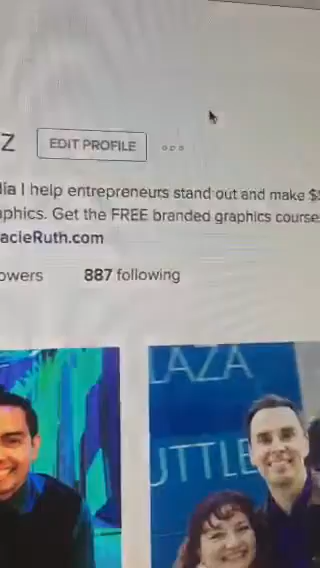 Z EDIT PROFILE
dia I help entrepreneurs stand out and make $
aphics. Get the FREE branded graphics course
acieRuth.com
owers 887 following
LAZA
UTTLE